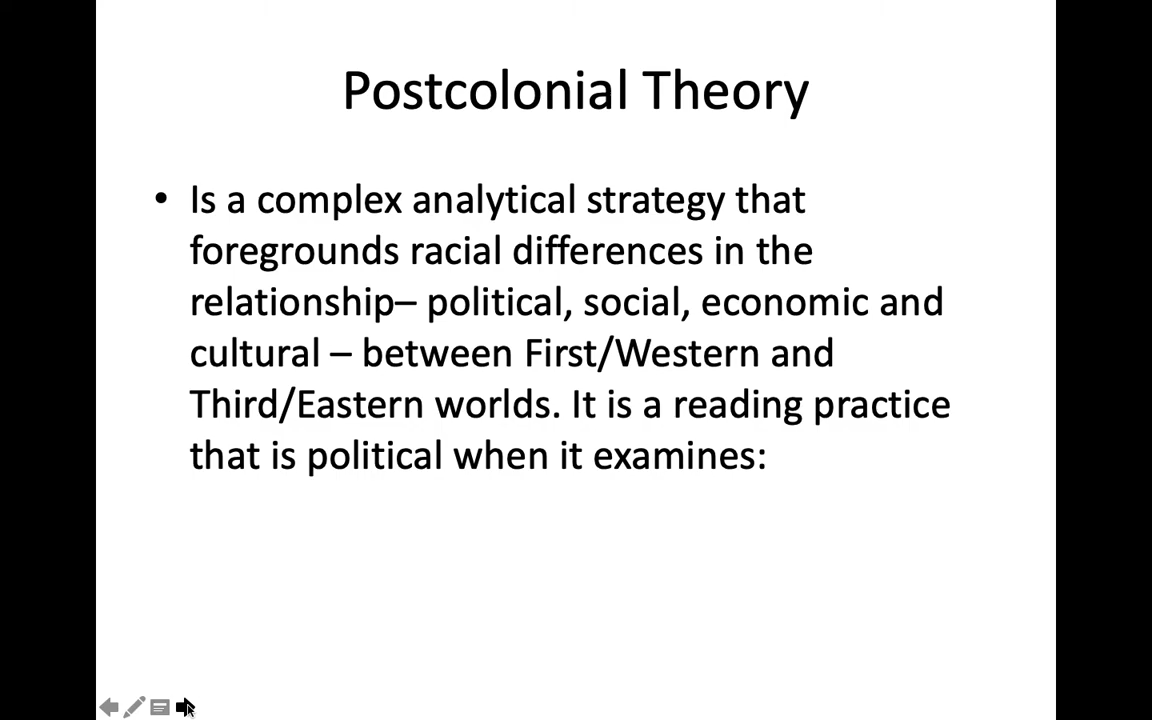 Postcolonial Theory
• Is a complex analytical strategy that
foregrounds racial differences in the
relationship– political, social, economic and
cultural – between First/Western and
Third/Eastern worlds. It is a reading practice
that is political when it examines: